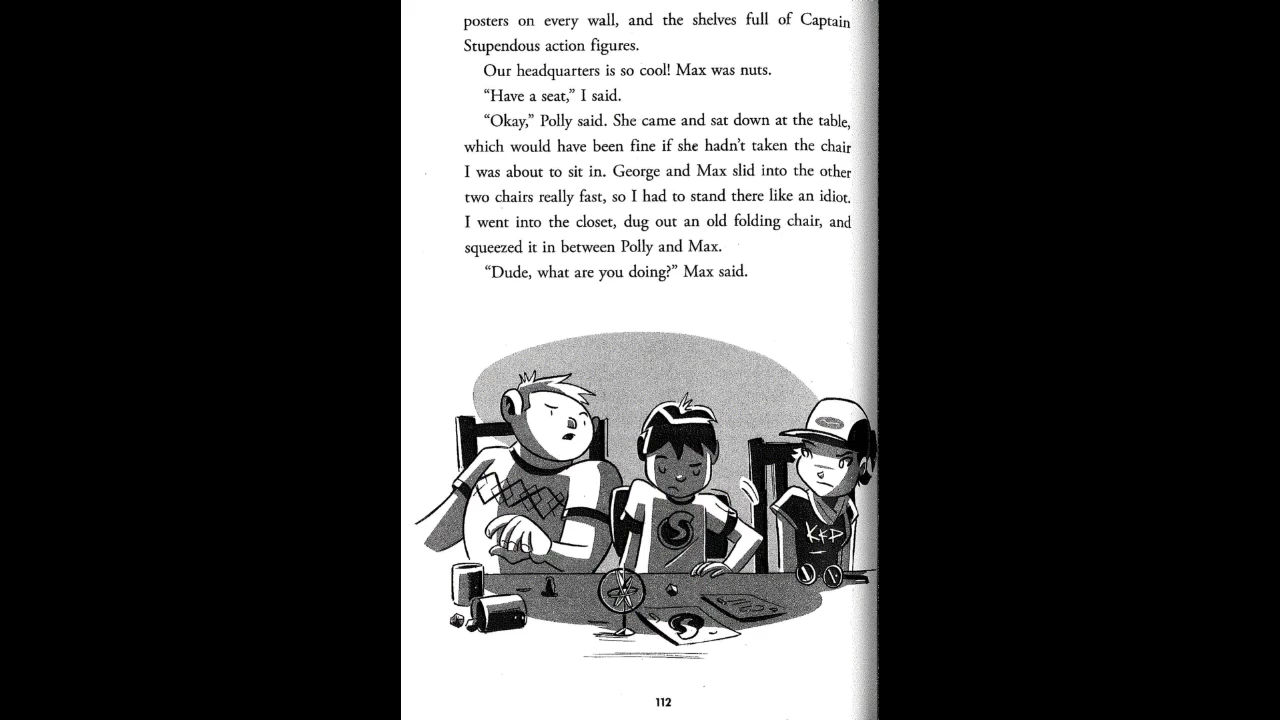 posters on every wall, and the shelves full of Captain
Stupendous action figures.
Our headquarters is so cool! Max was nuts.
“Have a seat,” I said.
“Okay,” Polly said. She came and sat down at the table,
which would have been fine if she hadn’t taken the chair
I was about to sit in. George and Max slid into the other
two chairs really fast, so I had to stand there like an idiot.
I went into the closet, dug out an old folding chair, and
squeezed it in between Polly and Max.
“Dude, what are you doing?” Max said.
S
KFD
S
112